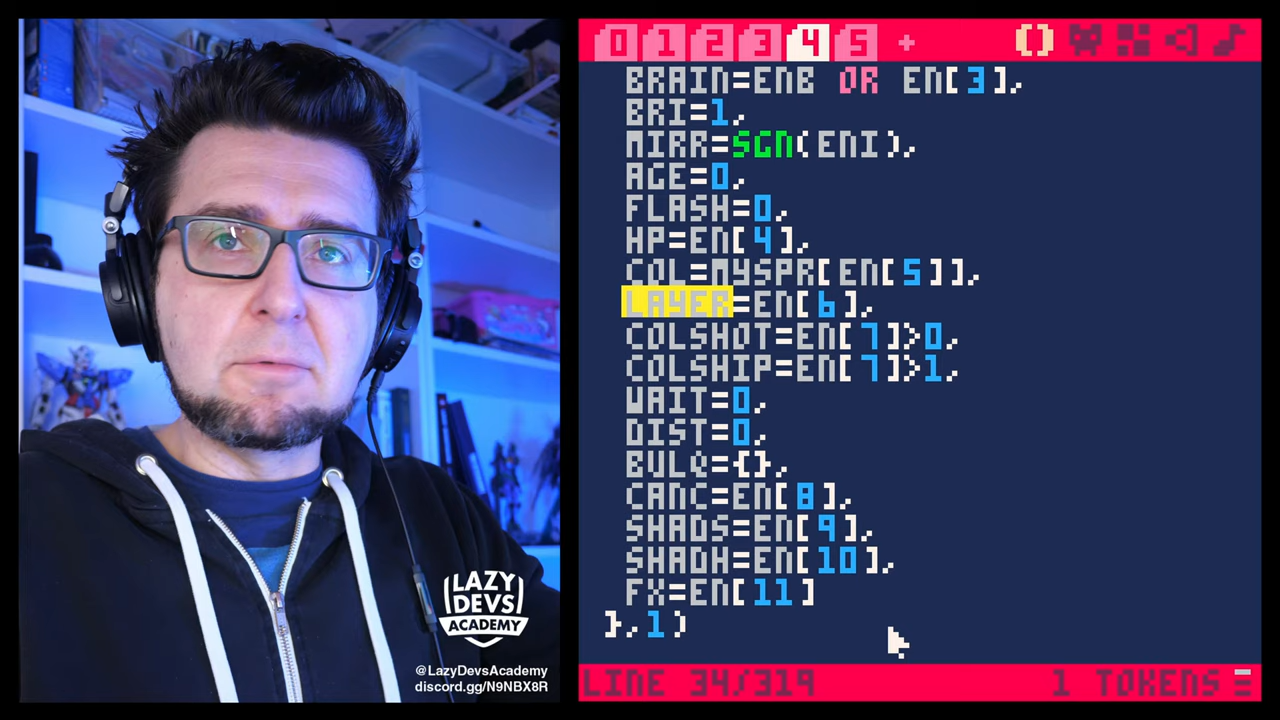 0 1 2 3 4 5 +
BRAIN=ENB OR EN[3],
BRI=1,
MIRR=SGN(ENI),
AGE=0,
FLASH=0,
HP=EN[4],
COL=MYSPR[EN[5]],
LAYER=EN[6],
COLSHOT=EN[7]>0,
COLSHIP=EN[7]>1,
WAIT=0,
DIST=0,
BULQ={},
CANC=EN[8],
SHADS=EN[9],
SHADH=EN[10],
FX=EN[11]
},1)
LINE 34/319
1 TOKENS
LAZY
DEVS
ACADEMY
@LazyDevsAcademy
discord.gg/N9NBX8R